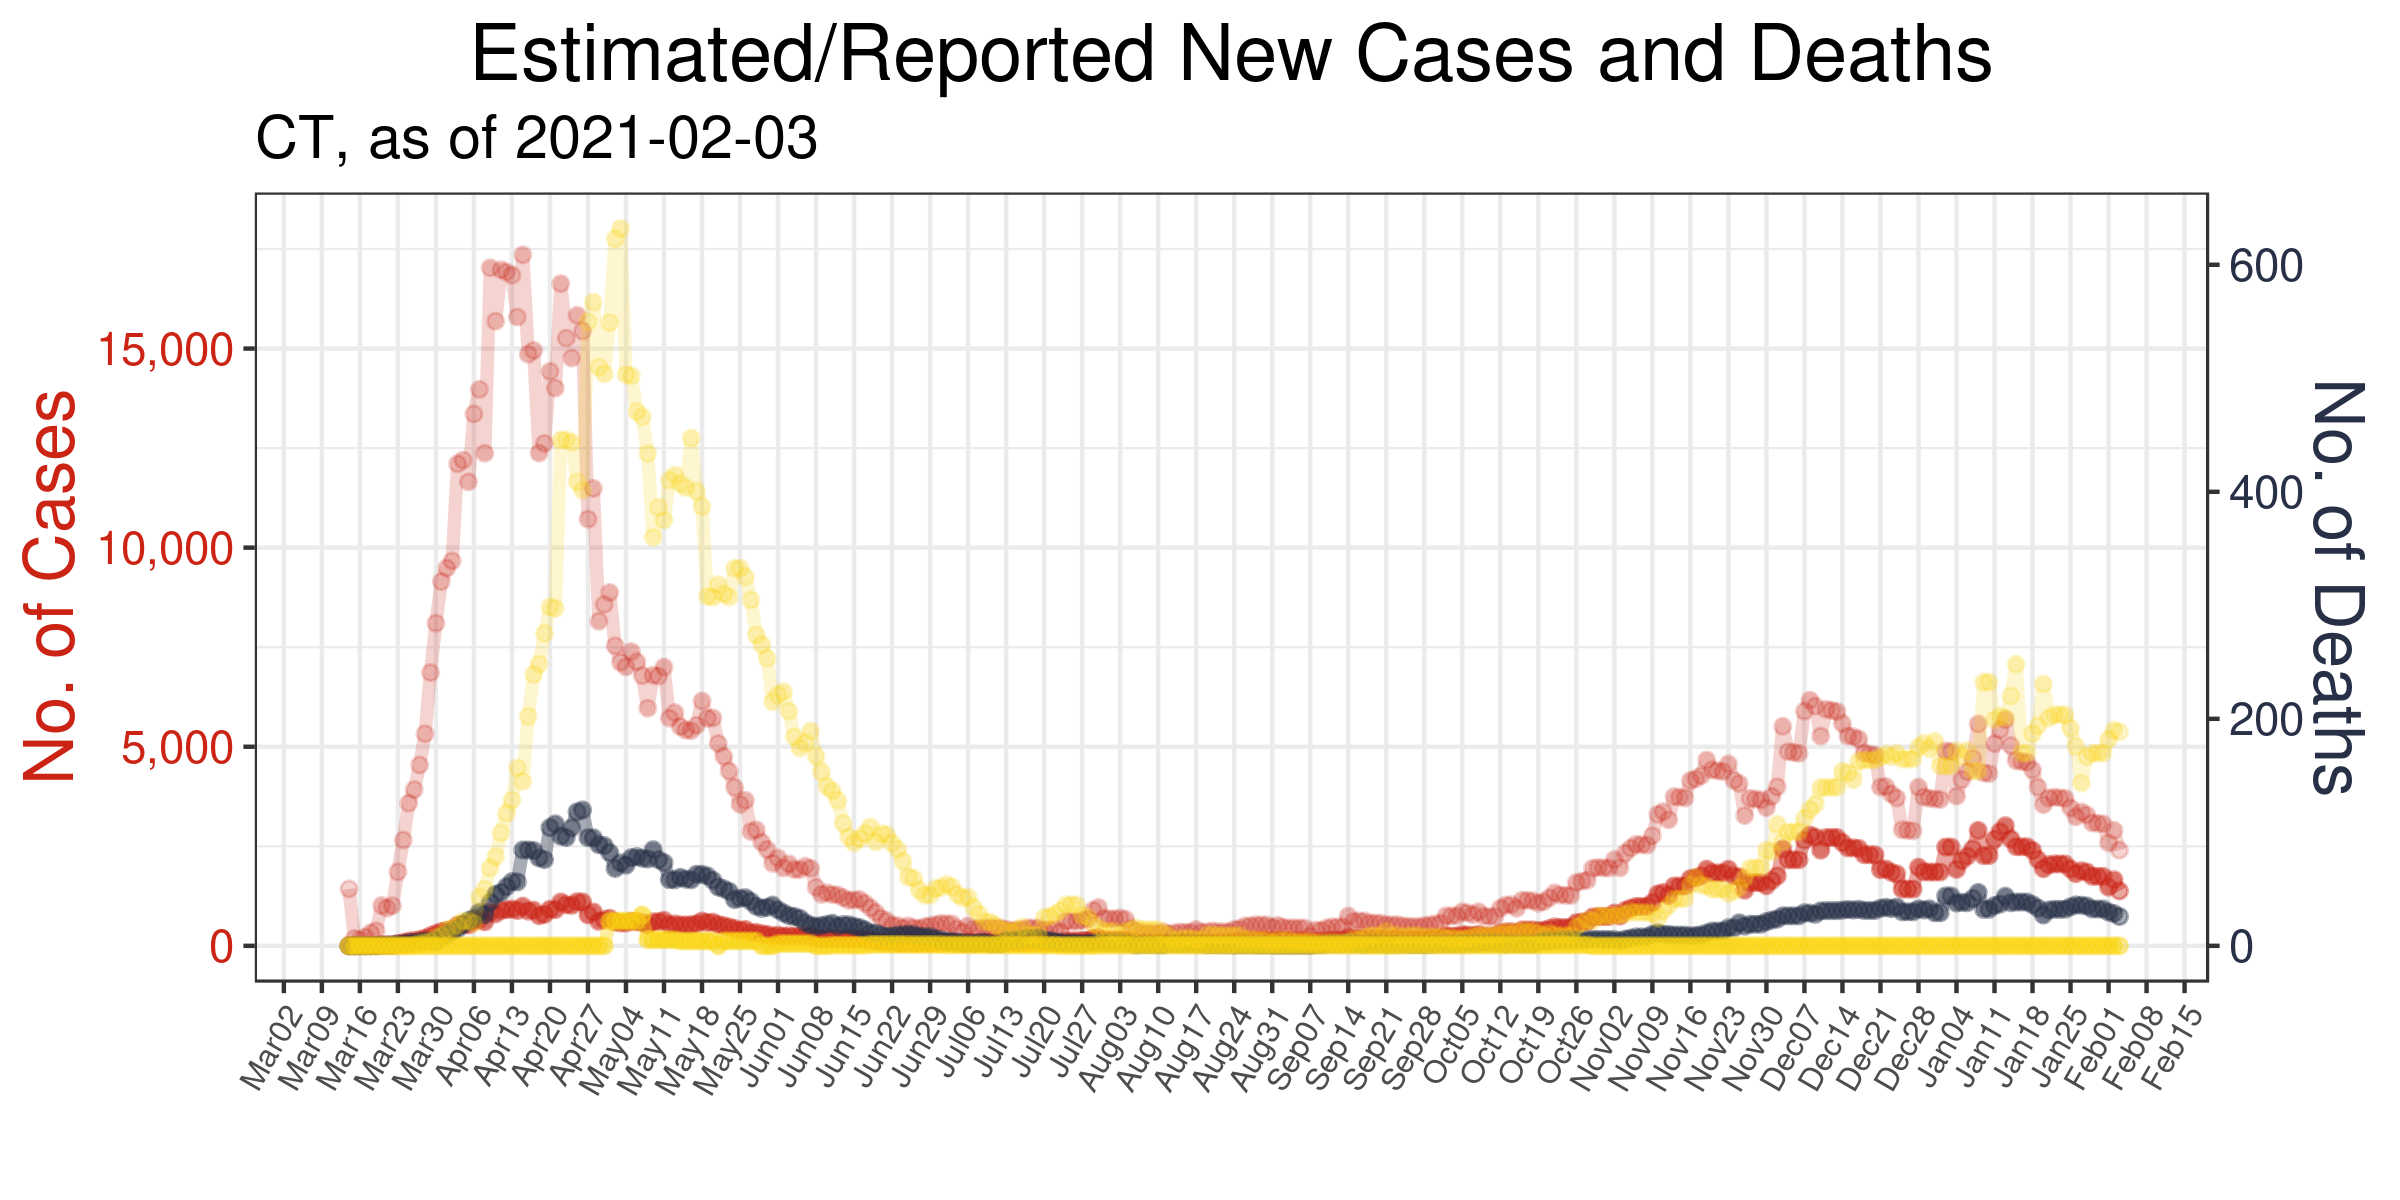 Estimated/Reported New Cases and Deaths
CT, as of 2021-02-03
No. of Cases
15,000
10,000
5,000
0
No. of Deaths
600
400
200
0
Mar02
Mar09
Mar16
Mar23
Mar30
Apr06
Apr13
Apr20
Apr27
May04
May11
May18
May25
Jun01
Jun08
Jun15
Jun22
Jun29
Jul06
Jul13
Jul20
Jul27
Aug03
Aug10
Aug17
Aug24
Aug31
Sep07
Sep14
Sep21
Sep28
Oct05
Oct12
Oct19
Oct26
Nov02
Nov09
Nov16
Nov23
Nov30
Dec07
Dec14
Dec21
Dec28
Jan04
Jan11
Jan18
Jan25
Feb01
Feb08
Feb15